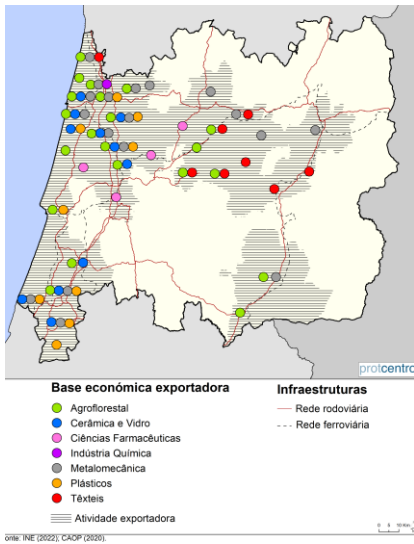 protcentro
Base económica exportadora
Agroflorestal
Cerâmica e Vidro
Ciências Farmacêuticas
Indústria Química
Metalomecânica
Plásticos
Têxteis
Atividade exportadora
Infraestruturas
Rede rodoviária
Rede ferroviária
onte: INE (2022); CAOP (2020).